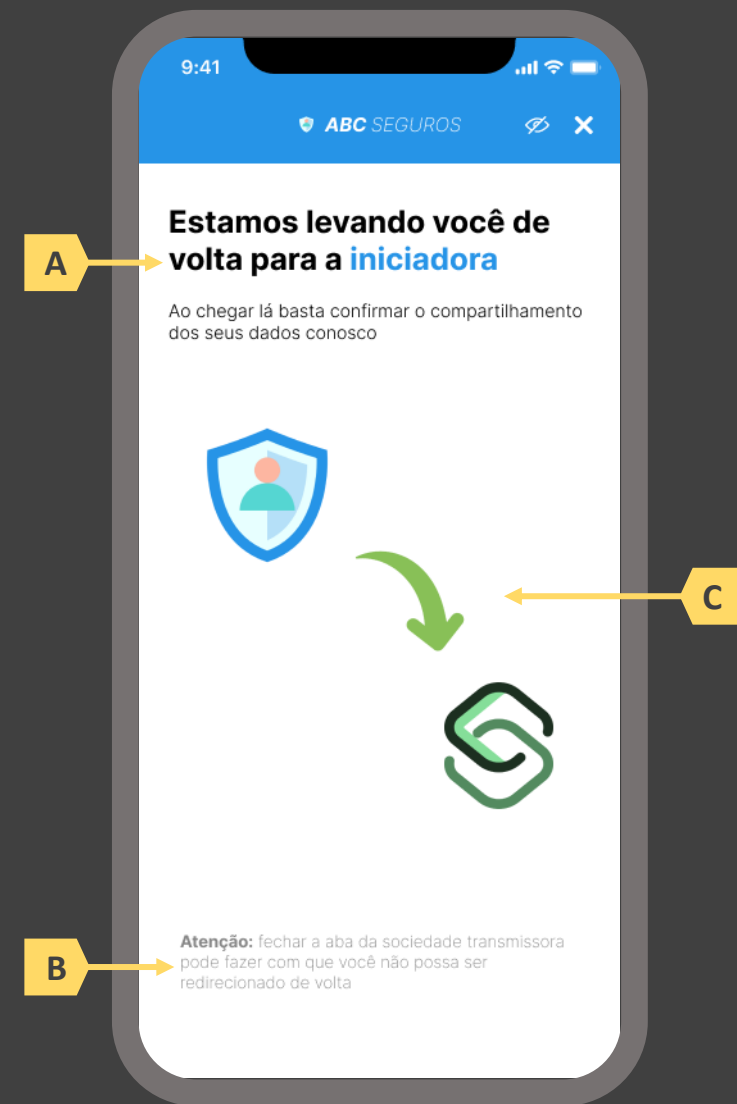 9:41
ABC SEGUROS
Estamos levando você de
volta para a iniciadora
A
Ao chegar lá basta confirmar o compartilhamento
dos seus dados conosco
C
Atenção: fechar a aba da sociedade transmissora
pode fazer com que você não possa ser
redirecionado de volta
B